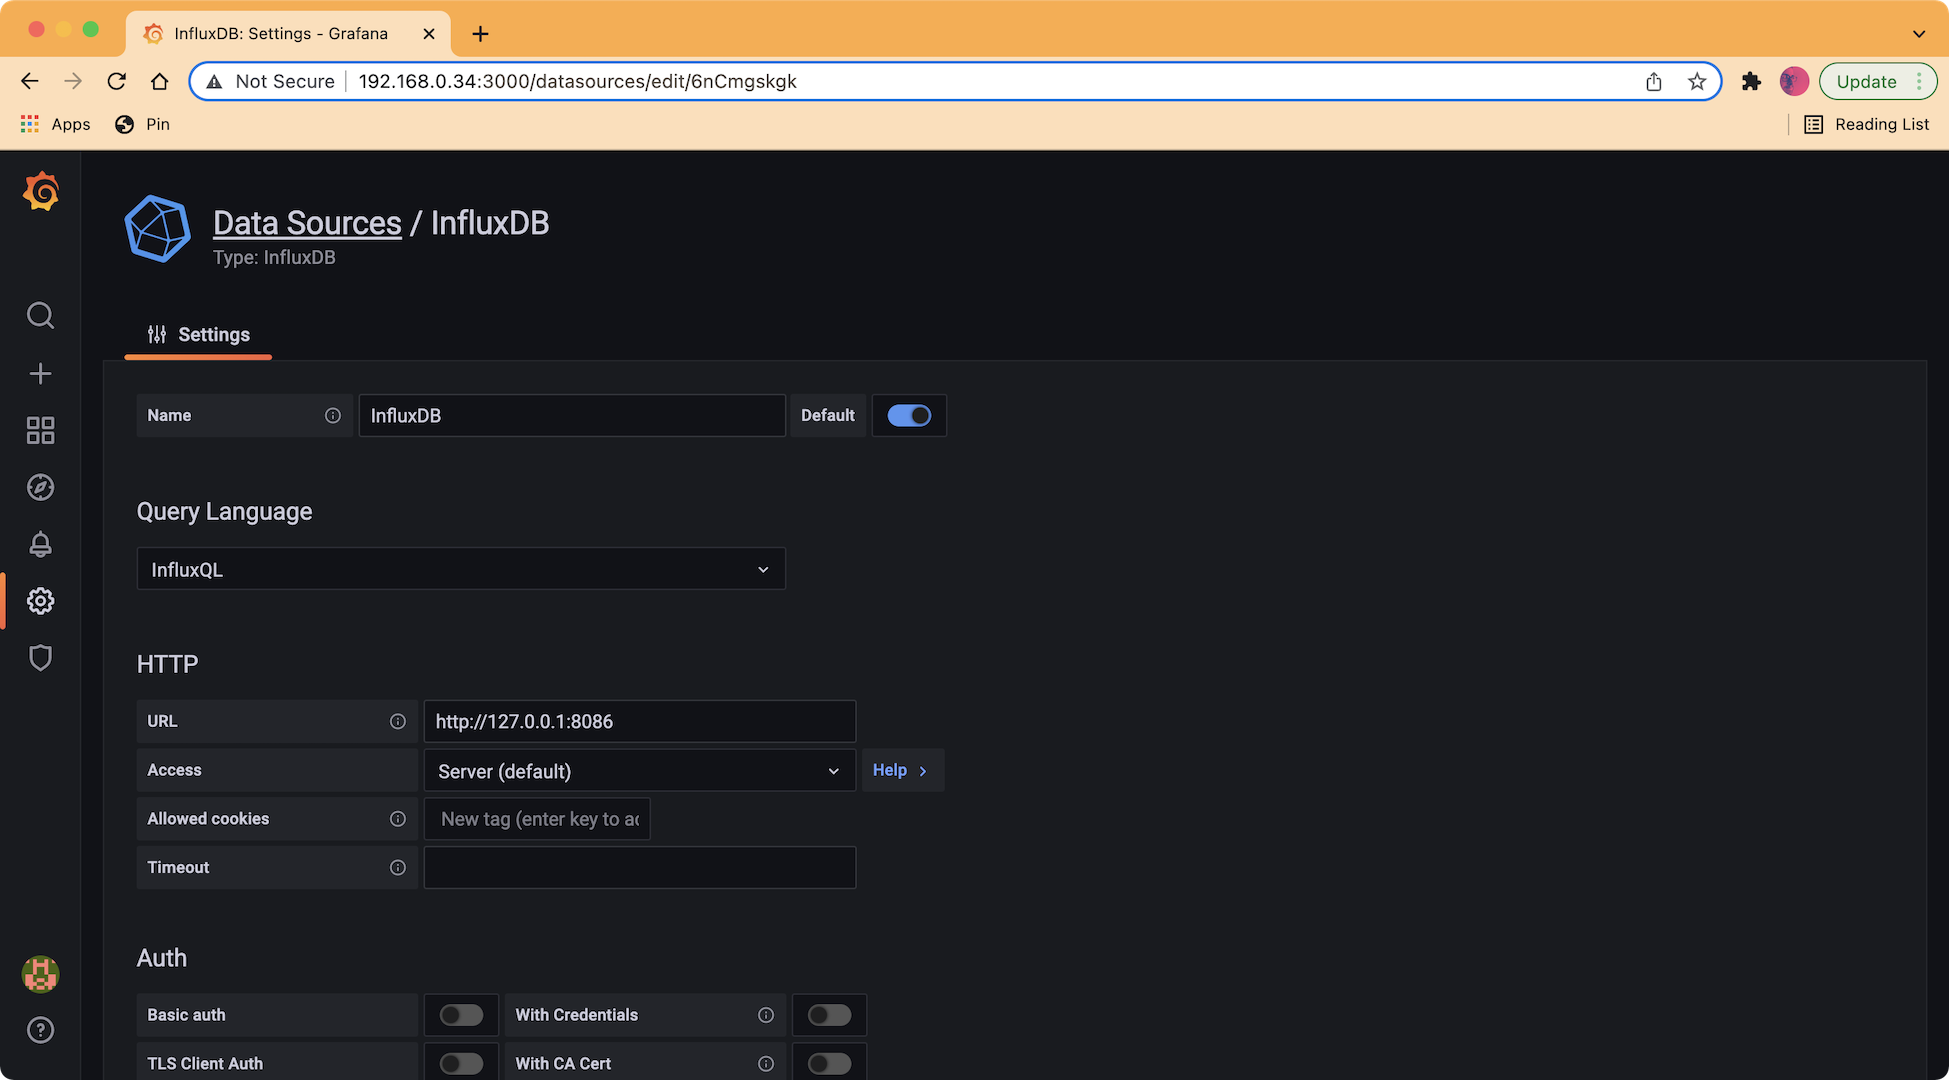 InfluxDB: Settings - Grafana
Not Secure 192.168.0.34:3000/datasources/edit/6nCmgskgk
Update
Apps Pin
Reading List
Data Sources / InfluxDB
Type: InfluxDB
Settings
Name InfluxDB Default
Query Language
InfluxQL
HTTP
URL http://127.0.0.1:8086
Access Server (default) Help
Allowed cookies New tag (enter key to ac
Timeout
Auth
Basic auth With Credentials
TLS Client Auth With CA Cert